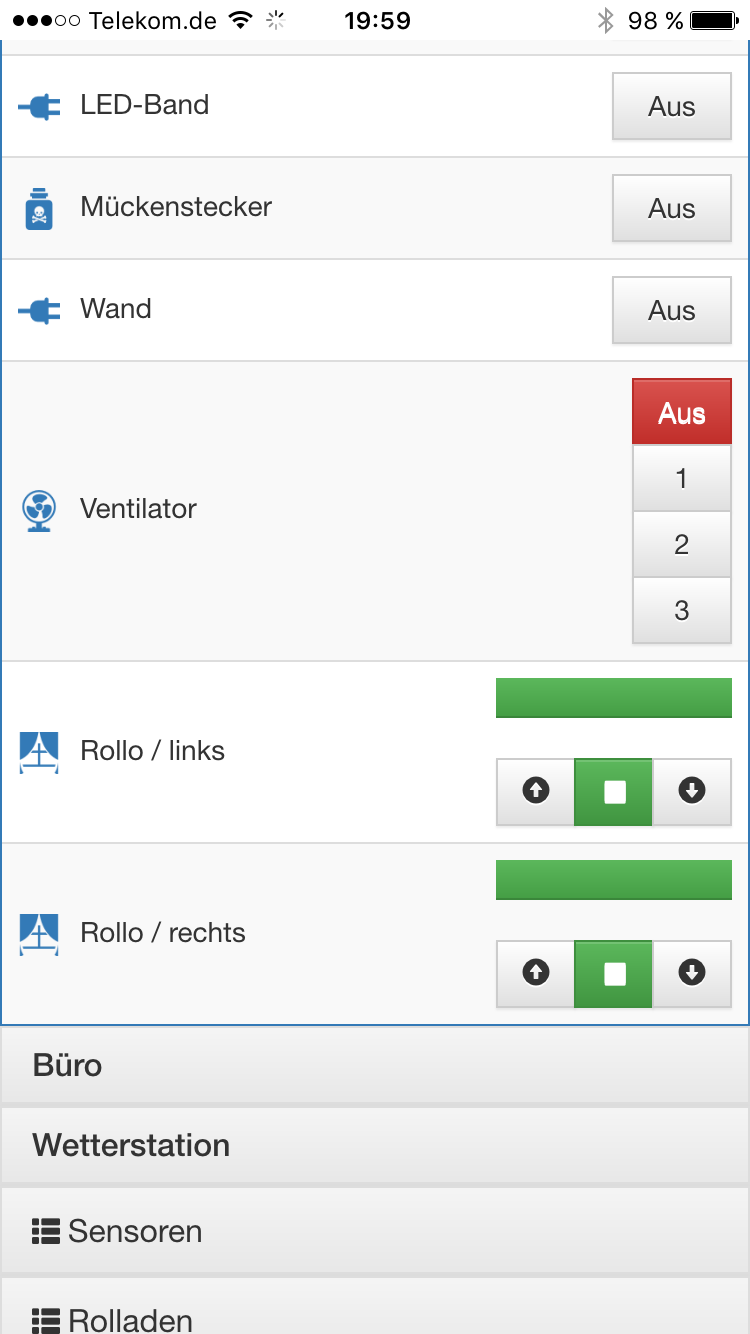 Telekom.de 19:59 98 %
LED-Band Aus
Mückenstecker Aus
Wand Aus
Ventilator
Aus
1
2
3
Rollo / links
Rollo / rechts
Büro
Wetterstation
Sensoren
Rolladen